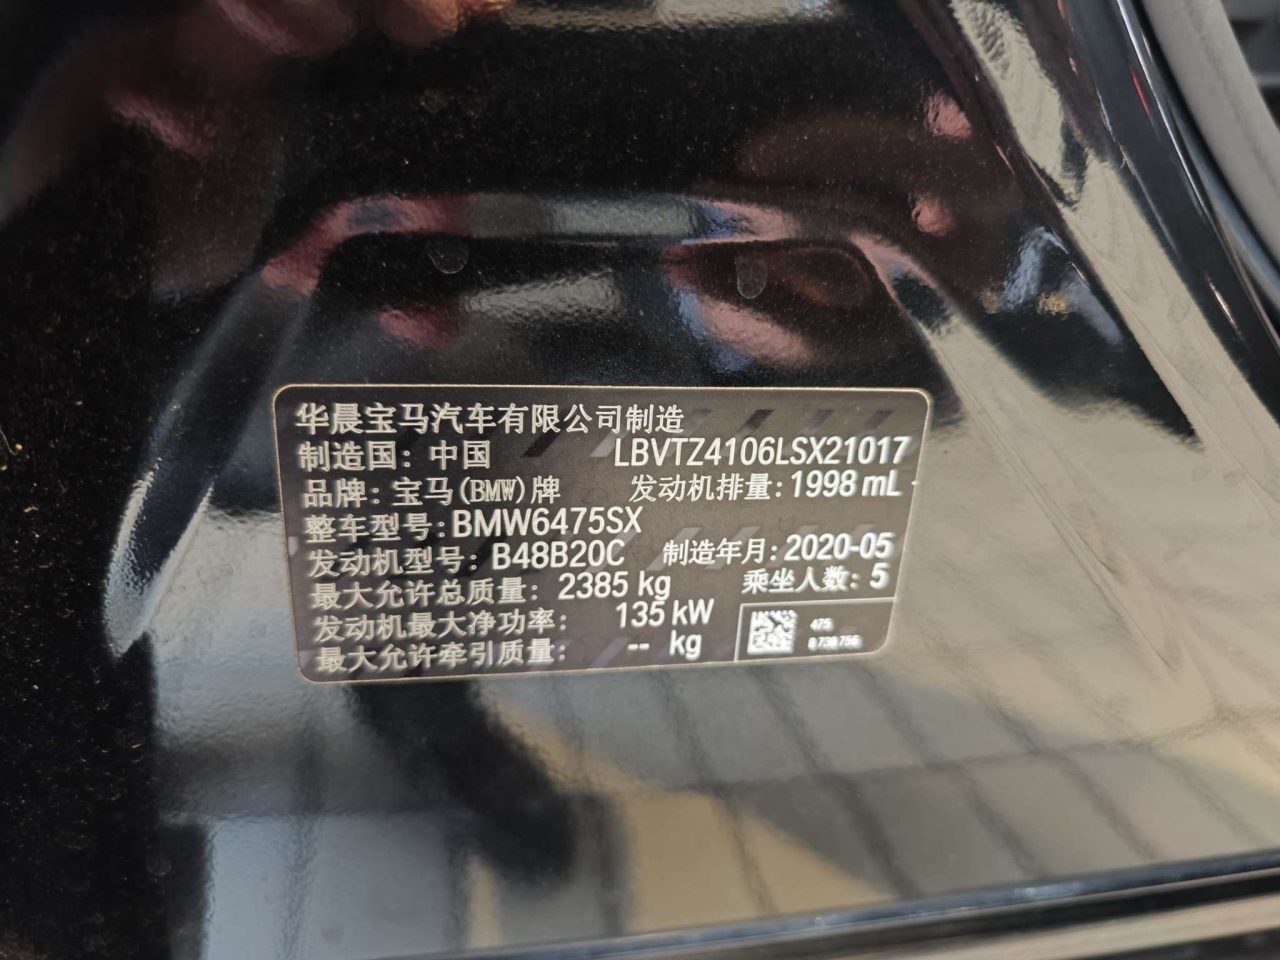 华晨宝马汽车有限公司制造
制造国：中国 LBVTZ4106LSX21017
品牌：宝马(BMW)牌 发动机排量：1998 mL
整车型号：BMW6475SX
发动机型号：B48B20C 制造年月：2020-05
最大允许总质量：2385 kg 乘坐人数：5
发动机最大净功率：135 kW
最大允许牵引质量：-- kg
475
8 738 756